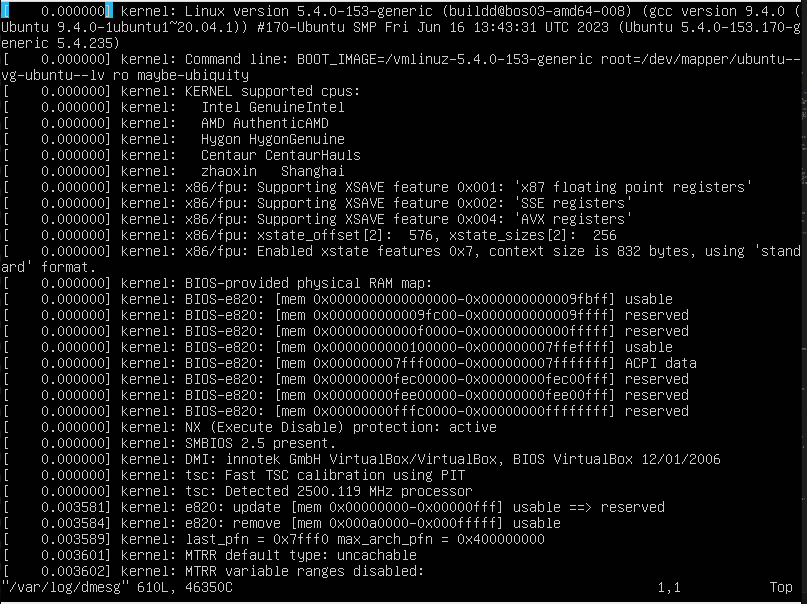 [    0.000000] kernel: Linux version 5.4.0-153-generic (buildd@bos03-amd64-008) (gcc version 9.4.0 (
Ubuntu 9.4.0-1ubuntu1~20.04.1)) #170-Ubuntu SMP Fri Jun 16 13:43:31 UTC 2023 (Ubuntu 5.4.0-153.170-g
eneric 5.4.235)
[    0.000000] kernel: Command line: BOOT_IMAGE=/vmlinuz-5.4.0-153-generic root=/dev/mapper/ubuntu--
vg-ubuntu--lv ro maybe-ubiquity
[    0.000000] kernel: KERNEL supported cpus:
[    0.000000] kernel:   Intel GenuineIntel
[    0.000000] kernel:   AMD AuthenticAMD
[    0.000000] kernel:   Hygon HygonGenuine
[    0.000000] kernel:   Centaur CentaurHauls
[    0.000000] kernel:   zhaoxin   Shanghai
[    0.000000] kernel: x86/fpu: Supporting XSAVE feature 0x001: 'x87 floating point registers'
[    0.000000] kernel: x86/fpu: Supporting XSAVE feature 0x002: 'SSE registers'
[    0.000000] kernel: x86/fpu: Supporting XSAVE feature 0x004: 'AVX registers'
[    0.000000] kernel: x86/fpu: xstate_offset[2]:  576, xstate_sizes[2]:  256
[    0.000000] kernel: x86/fpu: Enabled xstate features 0x7, context size is 832 bytes, using 'stand
ard' format.
[    0.000000] kernel: BIOS-provided physical RAM map:
[    0.000000] kernel: BIOS-e820: [mem 0x0000000000000000-0x000000000009fbff] usable
[    0.000000] kernel: BIOS-e820: [mem 0x000000000009fc00-0x000000000009ffff] reserved
[    0.000000] kernel: BIOS-e820: [mem 0x00000000000f0000-0x00000000000fffff] reserved
[    0.000000] kernel: BIOS-e820: [mem 0x0000000000100000-0x000000007ffeffff] usable
[    0.000000] kernel: BIOS-e820: [mem 0x000000007fff0000-0x000000007fffffff] ACPI data
[    0.000000] kernel: BIOS-e820: [mem 0x00000000fec00000-0x00000000fec00fff] reserved
[    0.000000] kernel: BIOS-e820: [mem 0x00000000fee00000-0x00000000fee00fff] reserved
[    0.000000] kernel: BIOS-e820: [mem 0x00000000fffc0000-0x00000000ffffffff] reserved
[    0.000000] kernel: NX (Execute Disable) protection: active
[    0.000000] kernel: SMBIOS 2.5 present.
[    0.000000] kernel: DMI: innotek GmbH VirtualBox/VirtualBox, BIOS VirtualBox 12/01/2006
[    0.000000] kernel: tsc: Fast TSC calibration using PIT
[    0.000000] kernel: tsc: Detected 2500.119 MHz processor
[    0.003581] kernel: e820: update [mem 0x00000000-0x00000fff] usable ==> reserved
[    0.003584] kernel: e820: remove [mem 0x000a0000-0x000fffff] usable
[    0.003589] kernel: last_pfn = 0x7fff0 max_arch_pfn = 0x400000000
[    0.003601] kernel: MTRR default type: uncachable
[    0.003602] kernel: MTRR variable ranges disabled:
"/var/log/dmesg" 610L, 46350C    1,1    Top